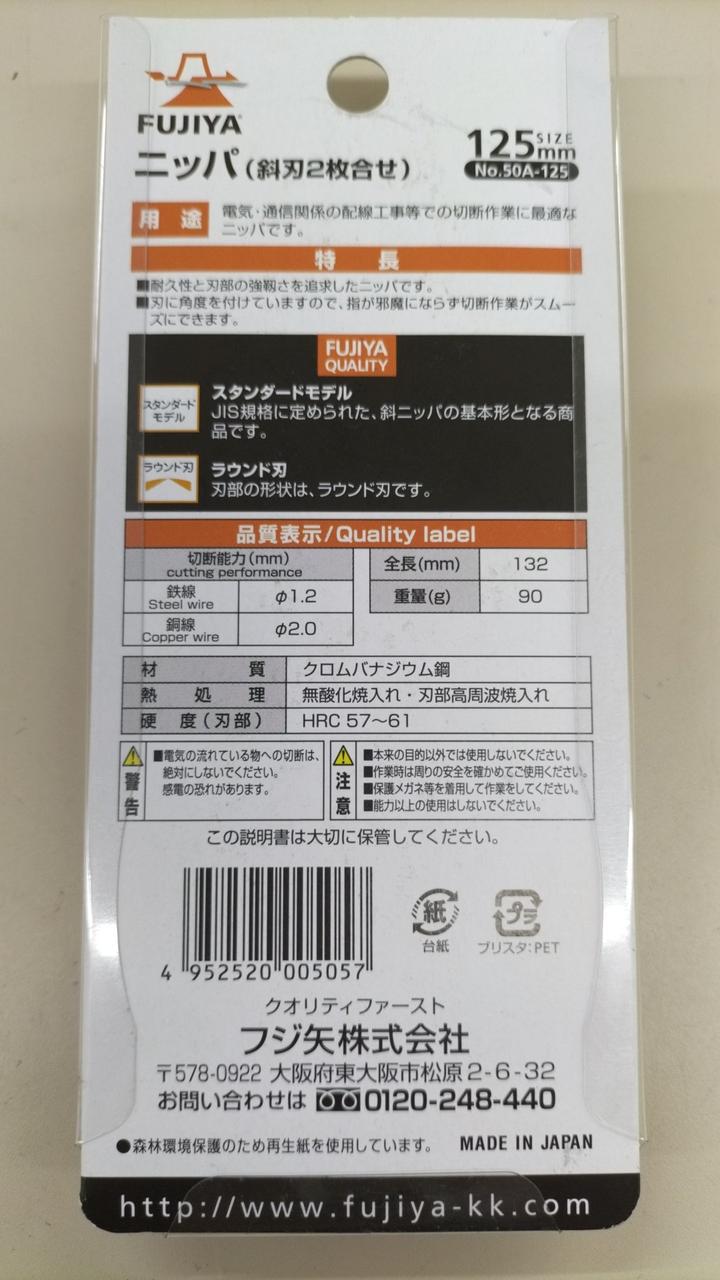 FUJIYA
ニッパ(斜刃2枚合せ)
125 SIZE mm
No.50A-125
用途
電気・通信関係の配線工事等での切断作業に最適な
ニッパです。
特長
■耐久性と刃部の強靱さを追求したニッパです。
■刃に角度を付けていますので、指が邪魔にならず切断作業がスムー
ズにできます。
FUJIYA
QUALITY
スタンダード
モデル
スタンダードモデル
JIS規格に定められた、斜ニッパの基本形となる商
品です。
ラウンド刃
ラウンド刃
刃部の形状は、ラウンド刃です。
品質表示/Quality label
切断能力(mm)
cutting performance
鉄線
Steel wire
φ1.2
銅線
Copper wire
φ2.0
全長(mm) 132
重量(g) 90
材質 クロムバナジウム鋼
熱処理 無酸化焼入れ・刃部高周波焼入れ
硬度(刃部) HRC 57〜61
警告
■電気の流れている物への切断は、
絶対にしないでください。
感電の恐れがあります。
注意
■本来の目的以外では使用しないでください。
■作業時は周りの安全を確かめてご使用ください。
■保護メガネ等を着用して作業をしてください。
■能力以上の使用はしないでください。
この説明書は大切に保管してください。
4 952520 005057
紙
台紙
プラ
ブリスタ:PET
クオリティファースト
フジ矢株式会社
〒578-0922 大阪府東大阪市松原2-6-32
お問い合わせは 0120-248-440
●森林環境保護のため再生紙を使用しています。 MADE IN JAPAN
http://www.fujiya-kk.com